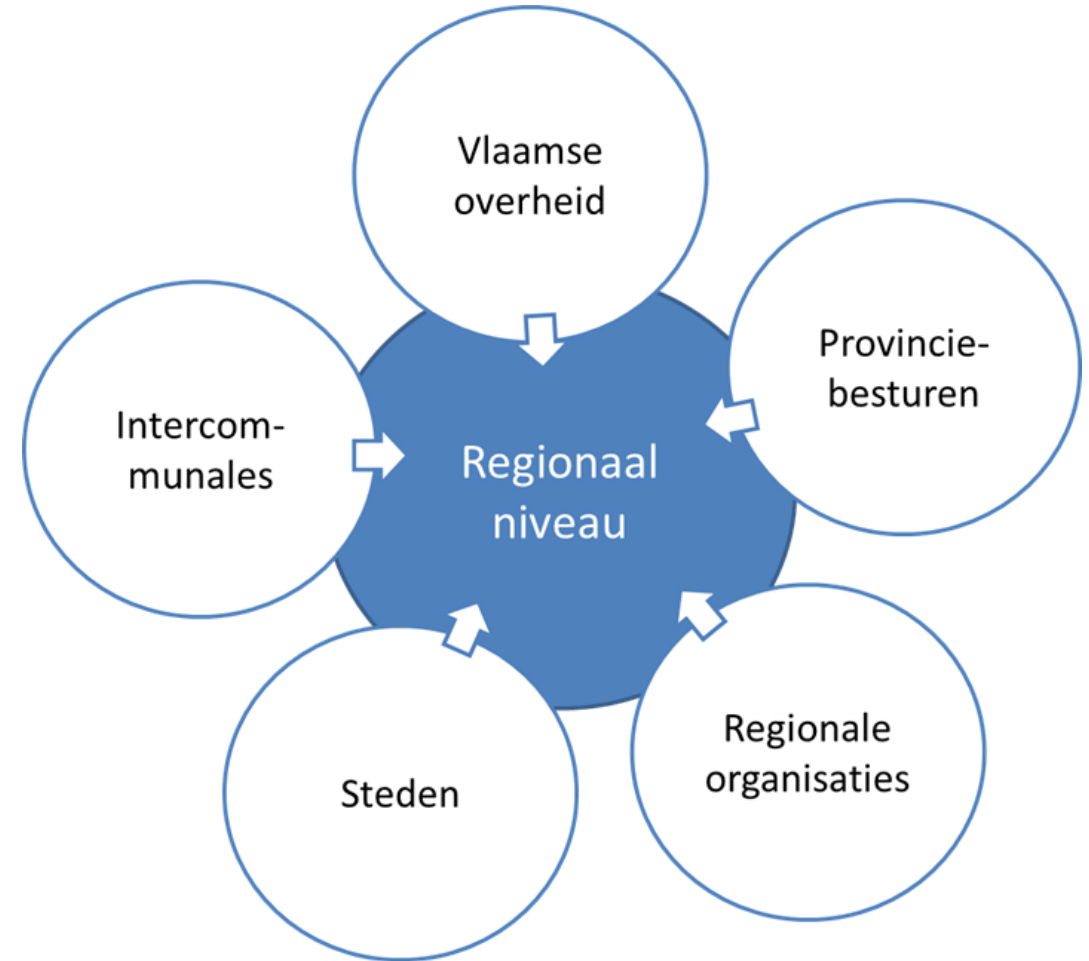 Vlaamse
overheid
Provincie-
besturen
Intercom-
munales
Regionaal
niveau
Regionale
organisaties
Steden